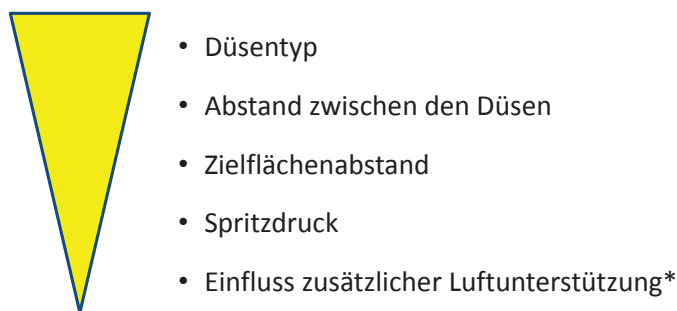 • Düsentyp
• Abstand zwischen den Düsen
• Zielflächenabstand
• Spritzdruck
• Einfluss zusätzlicher Luftunterstützung*